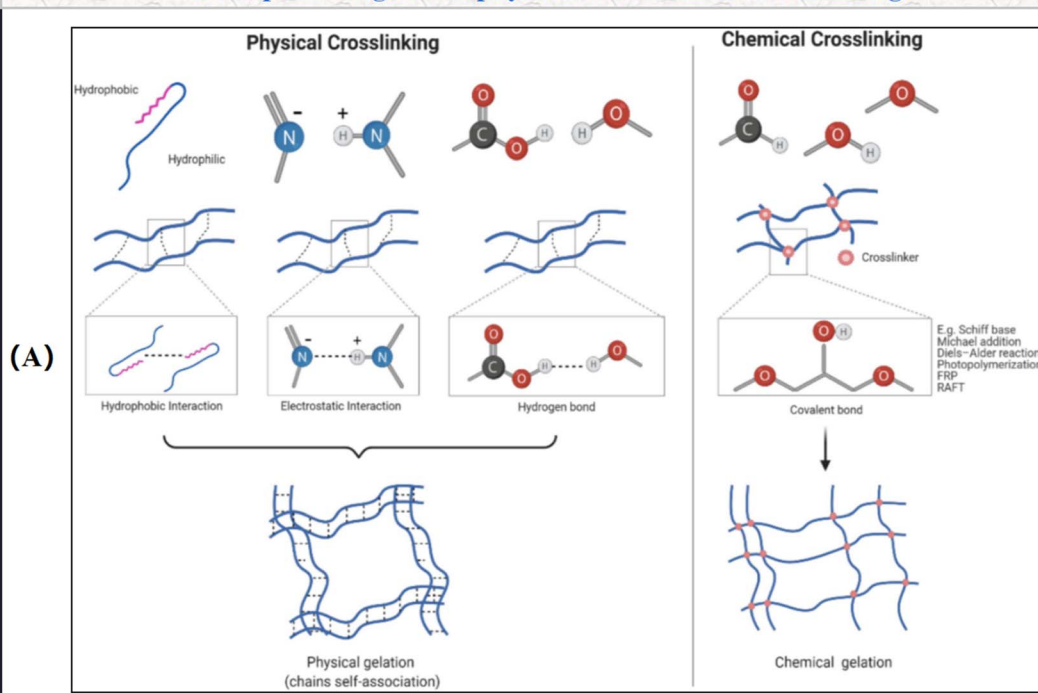 Physical Crosslinking
Chemical Crosslinking
Hydrophobic
Hydrophilic
-
+
N
H
N
O
C
O
H
H
O
O
C
H
O
H
O
Crosslinker
(A)
-
+
N
H
N
O
C
O
H
H
O
O
H
O
O
E.g. Schiff base
Michael addition
Diels–Alder reaction
Photopolymerization
FRP
RAFT
Hydrophobic Interaction
Electrostatic Interaction
Hydrogen bond
Covalent bond
Physical gelation
(chains self-association)
Chemical gelation